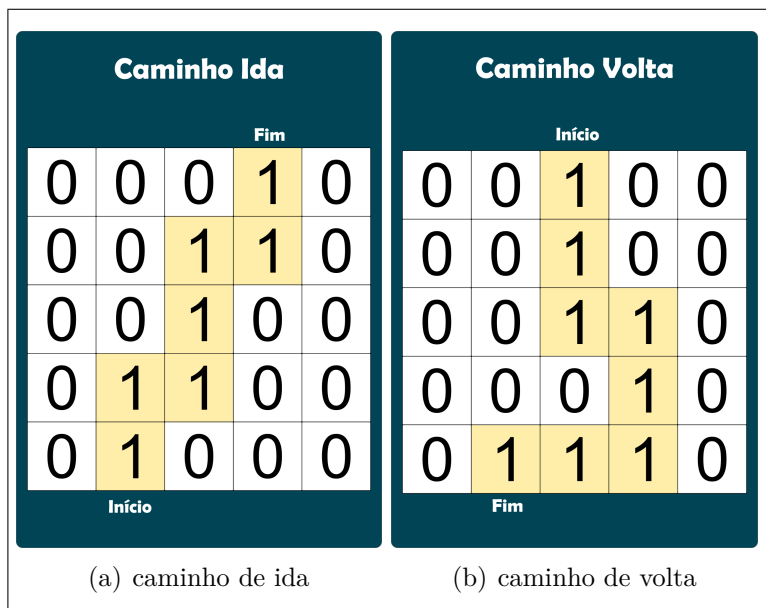 Caminho Ida
Fim
0 0 0 1 0
0 0 1 1 0
0 0 1 0 0
0 1 1 0 0
0 1 0 0 0
Início
(a) caminho de ida
Caminho Volta
Início
0 0 1 0 0
0 0 1 0 0
0 0 1 1 0
0 0 0 1 0
0 1 1 1 0
Fim
(b) caminho de volta